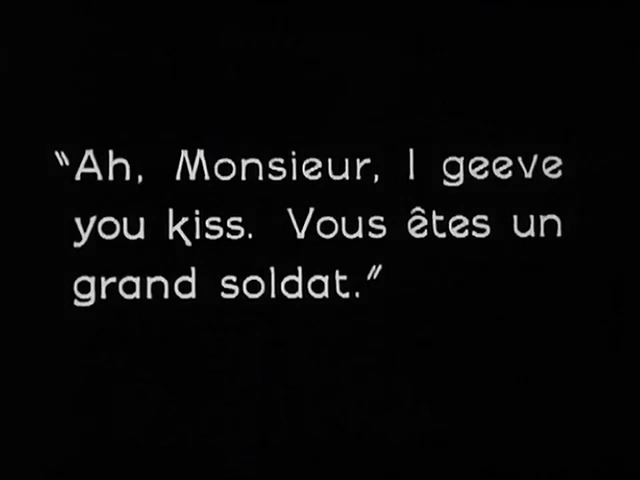 "Ah, Monsieur, I geeve
you kiss. Vous êtes un
grand soldat."